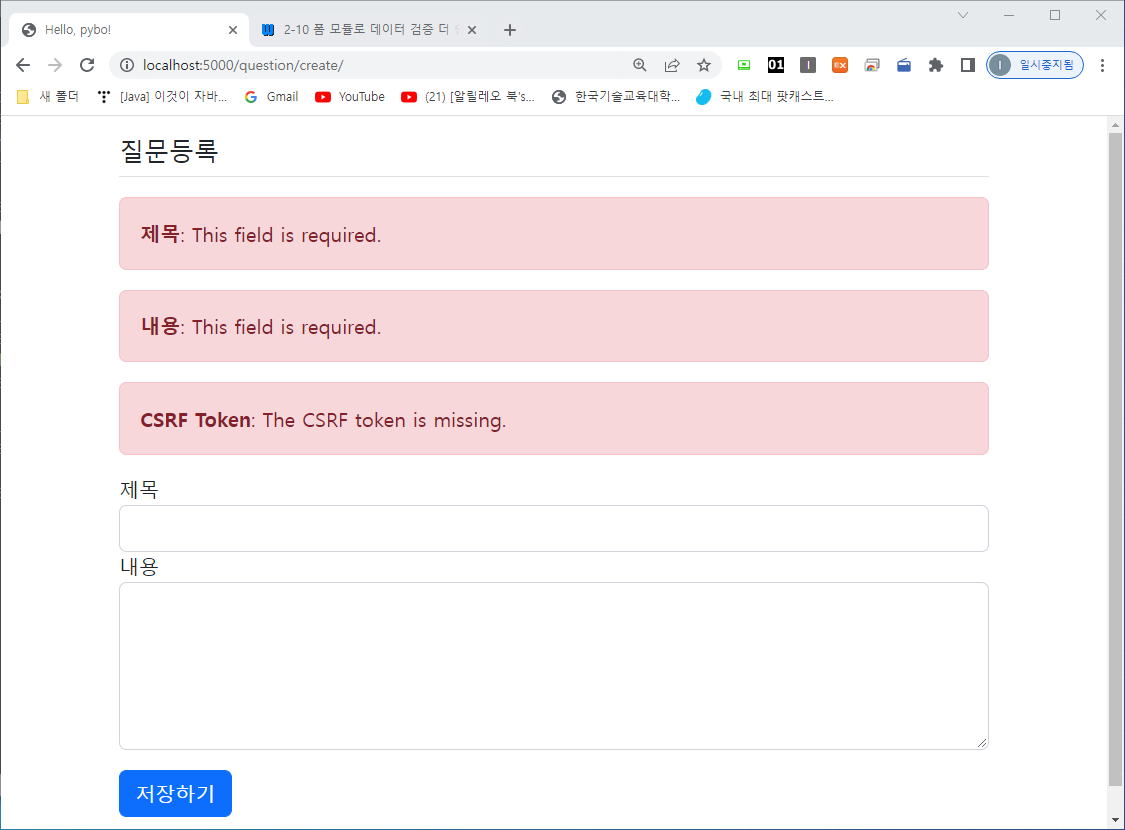 Hello, pybo!
2-10 폼 모듈로 데이터 검증 더
localhost:5000/question/create/
01
I
EX
I 일시중지됨
새 폴더
[Java] 이것이 자바...
Gmail
YouTube
(21) [알릴레오 북's...
한국기술교육대학...
국내 최대 팟캐스트...
질문등록
제목: This field is required.
내용: This field is required.
CSRF Token: The CSRF token is missing.
제목
내용
저장하기